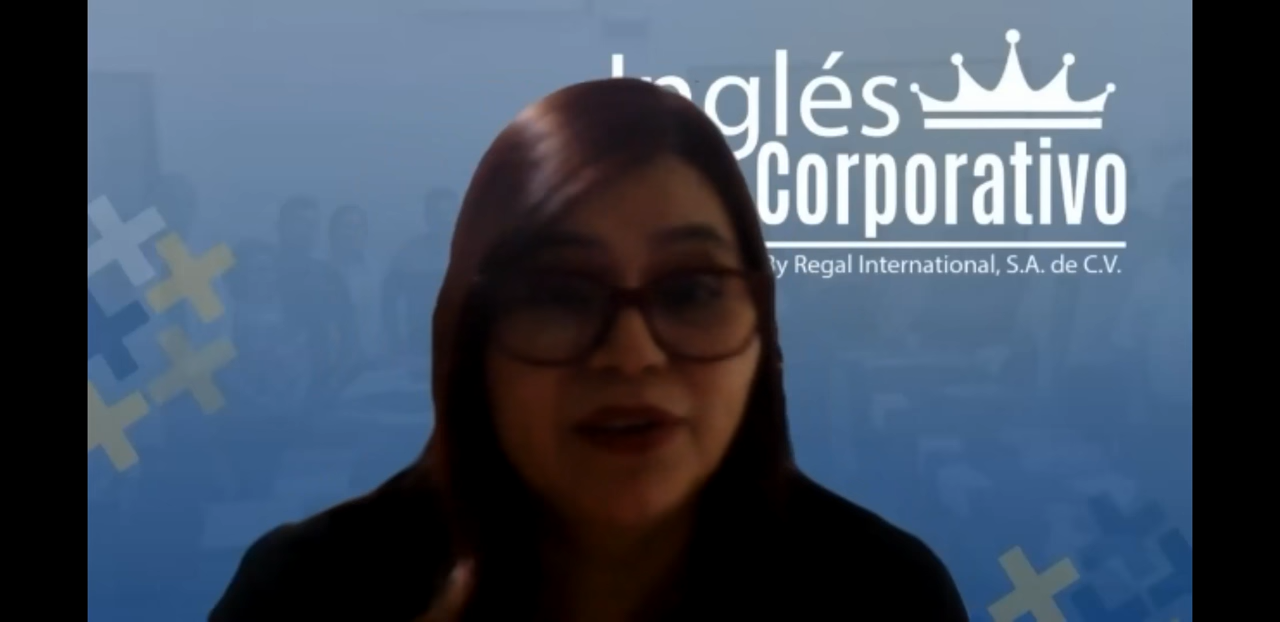 Inglés
Corporativo
By Regal International, S.A. de C.V.